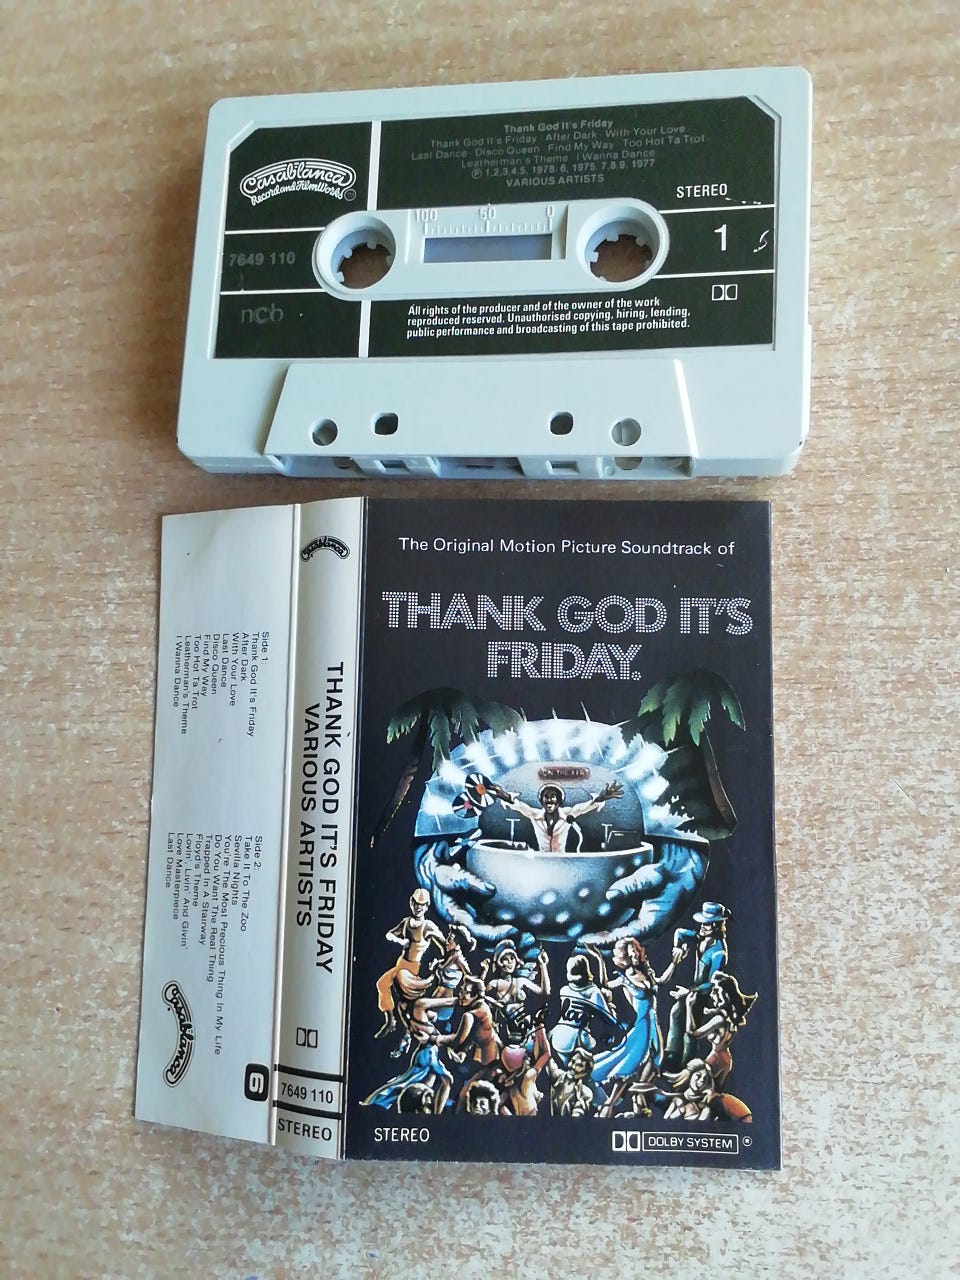 Thank God It's Friday
Thank God It's Friday After Dark With Your Love
Last Dance Disco Queen Find My Way Too Hot Ta Trot
Leatherman's Theme I Wanna Dance
℗ 1,2,3,4,5, 1978. 6, 1975. 7,8,9, 1977
VARIOUS ARTISTS
Casablanca
Record and FilmWorks
STEREO
100 50 0
1
7649 110
ncb
All rights of the producer and of the owner of the work
reproduced reserved. Unauthorised copying, hiring, lending,
public performance and broadcasting of this tape prohibited.
The Original Motion Picture Soundtrack of
THANK GOD IT'S
FRIDAY.
ON THE AIR
STEREO
DOLBY SYSTEM ®
Casablanca
THANK GOD IT'S FRIDAY
VARIOUS ARTISTS
7649 110
STEREO
Side 1:
Thank God It's Friday
After Dark
With Your Love
Last Dance
Disco Queen
Find My Way
Too Hot Ta Trot
Leatherman's Theme
I Wanna Dance
Side 2:
Take It To The Zoo
Sevilla Nights
You're The Most Precious Thing In My Life
Do You Want The Real Thing
Trapped In A Stairway
Floyd's Theme
Lovin', Livin' And Givin'
Love Masterpiece
Last Dance
Casablanca